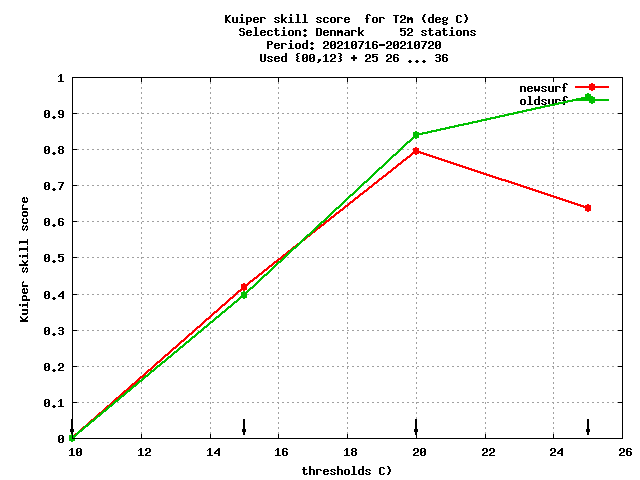 Kuiper skill score  for T2m (deg C)
Selection: Denmark     52 stations
Period: 20210716-20210720
Used {00,12} + 25 26 ... 36
newsurf
oldsurf
1
0.9
0.8
0.7
0.6
0.5
0.4
0.3
0.2
0.1
0
Kuiper skill score
10 12 14 16 18 20 22 24 26
thresholds C)